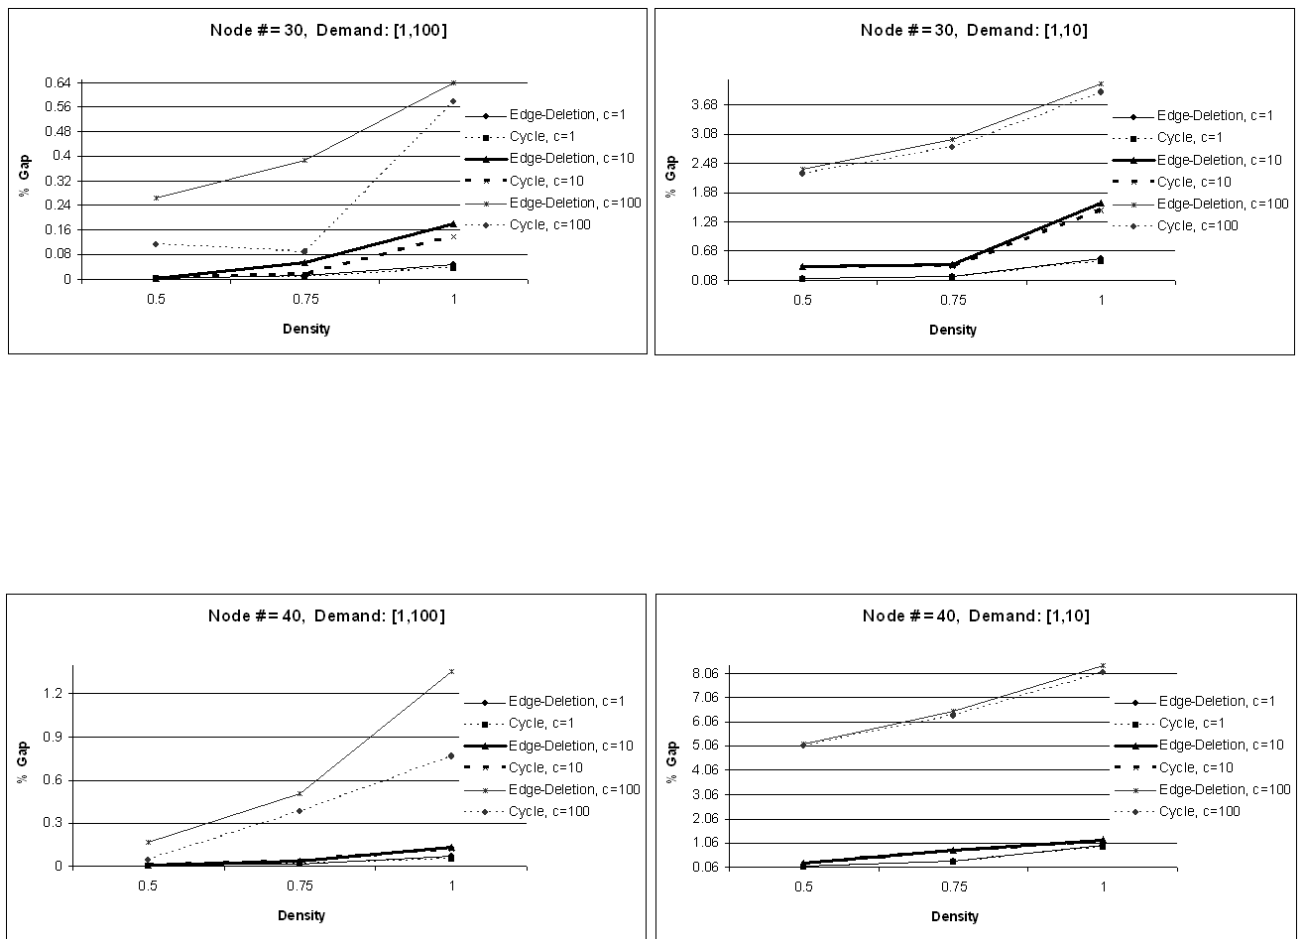 Node # = 30, Demand: [1,100]
0.64
0.56
0.48
0.4
0.32
0.24
0.16
0.08
0
% Gap
0.5 0.75 1
Density
Edge-Deletion, c=1
Cycle, c=1
Edge-Deletion, c=10
Cycle, c=10
Edge-Deletion, c=100
Cycle, c=100
Node # = 30, Demand: [1,10]
3.68
3.08
2.48
1.88
1.28
0.68
0.08
% Gap
0.5 0.75 1
Density
Edge-Deletion, c=1
Cycle, c=1
Edge-Deletion, c=10
Cycle, c=10
Edge-Deletion, c=100
Cycle, c=100
Node # = 40, Demand: [1,100]
1.2
0.9
0.6
0.3
0
% Gap
0.5 0.75 1
Density
Edge-Deletion, c=1
Cycle, c=1
Edge-Deletion, c=10
Cycle, c=10
Edge-Deletion, c=100
Cycle, c=100
Node # = 40, Demand: [1,10]
8.06
7.06
6.06
5.06
4.06
3.06
2.06
1.06
0.06
% Gap
0.5 0.75 1
Density
Edge-Deletion, c=1
Cycle, c=1
Edge-Deletion, c=10
Cycle, c=10
Edge-Deletion, c=100
Cycle, c=100